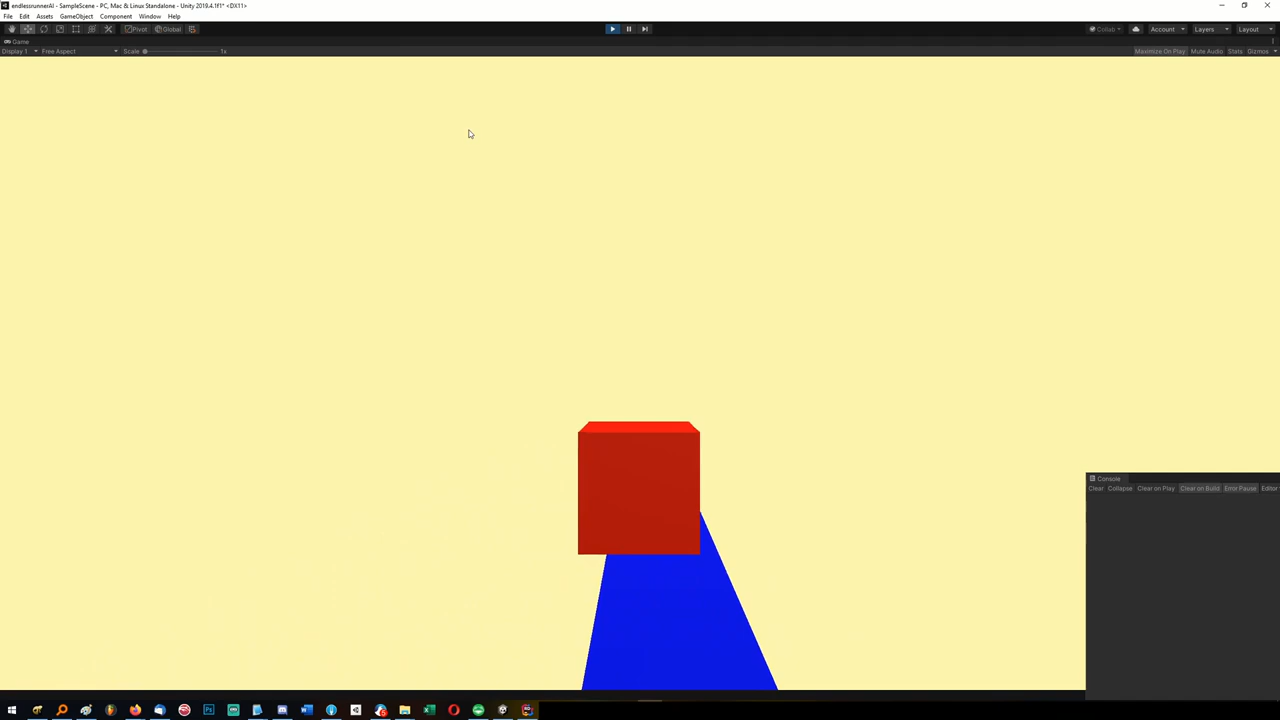 endlessrunnerAI - SampleScene - PC, Mac & Linux Standalone - Unity 2019.4.1f1* <DX11>
File Edit Assets GameObject Component Window Help
Pivot Global Collab Account Layers Layout
Game
Display 1 Free Aspect Scale 1x Maximize On Play Mute Audio Stats Gizmos
Console
Clear Collapse Clear on Play Clear on Build Error Pause Editor